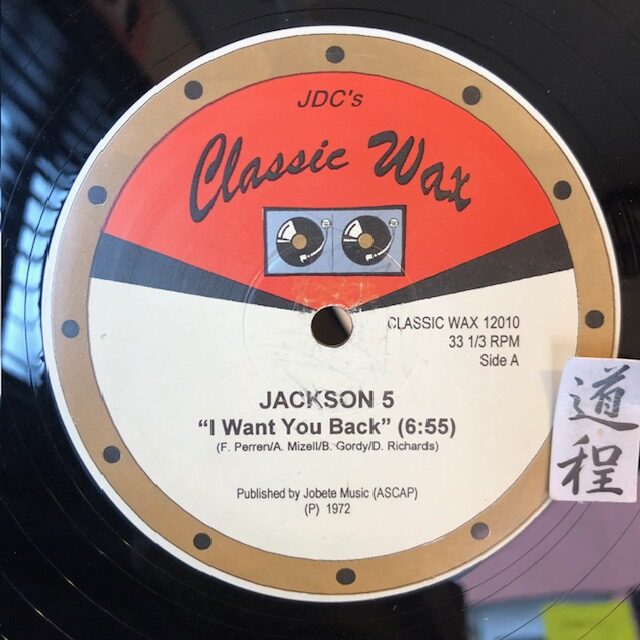 JDC's
Classic Wax
CLASSIC WAX 12010
33 1/3 RPM
Side A
JACKSON 5
“I Want You Back” (6:55)
(F. Perren/A. Mizell/B. Gordy/D. Richards)
Published by Jobete Music (ASCAP)
(P) 1972
道
程